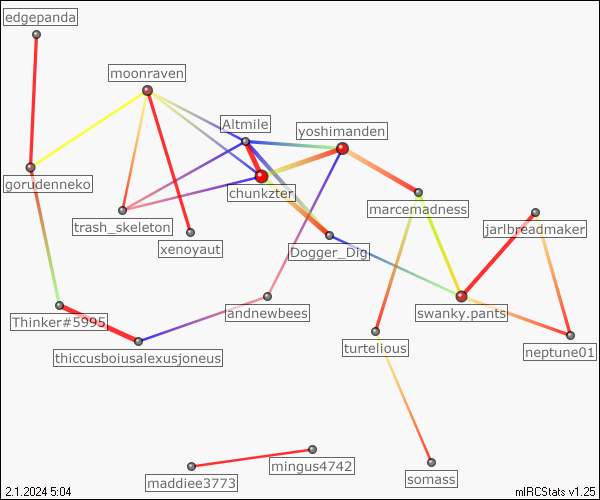 edgepanda
moonraven
Altmile
yoshimanden
gorudenneko
chunkzter
marcemadness
trash_skeleton
jarlbreadmaker
xenoyaut
Dogger_Dig
Thinker#5995
andnewbees
swanky.pants
thiccusboiusalexusjoneus
turtelious
neptune01
mingus4742
maddiee3773
somass
2.1.2024 5:04
mIRCStats v1.25